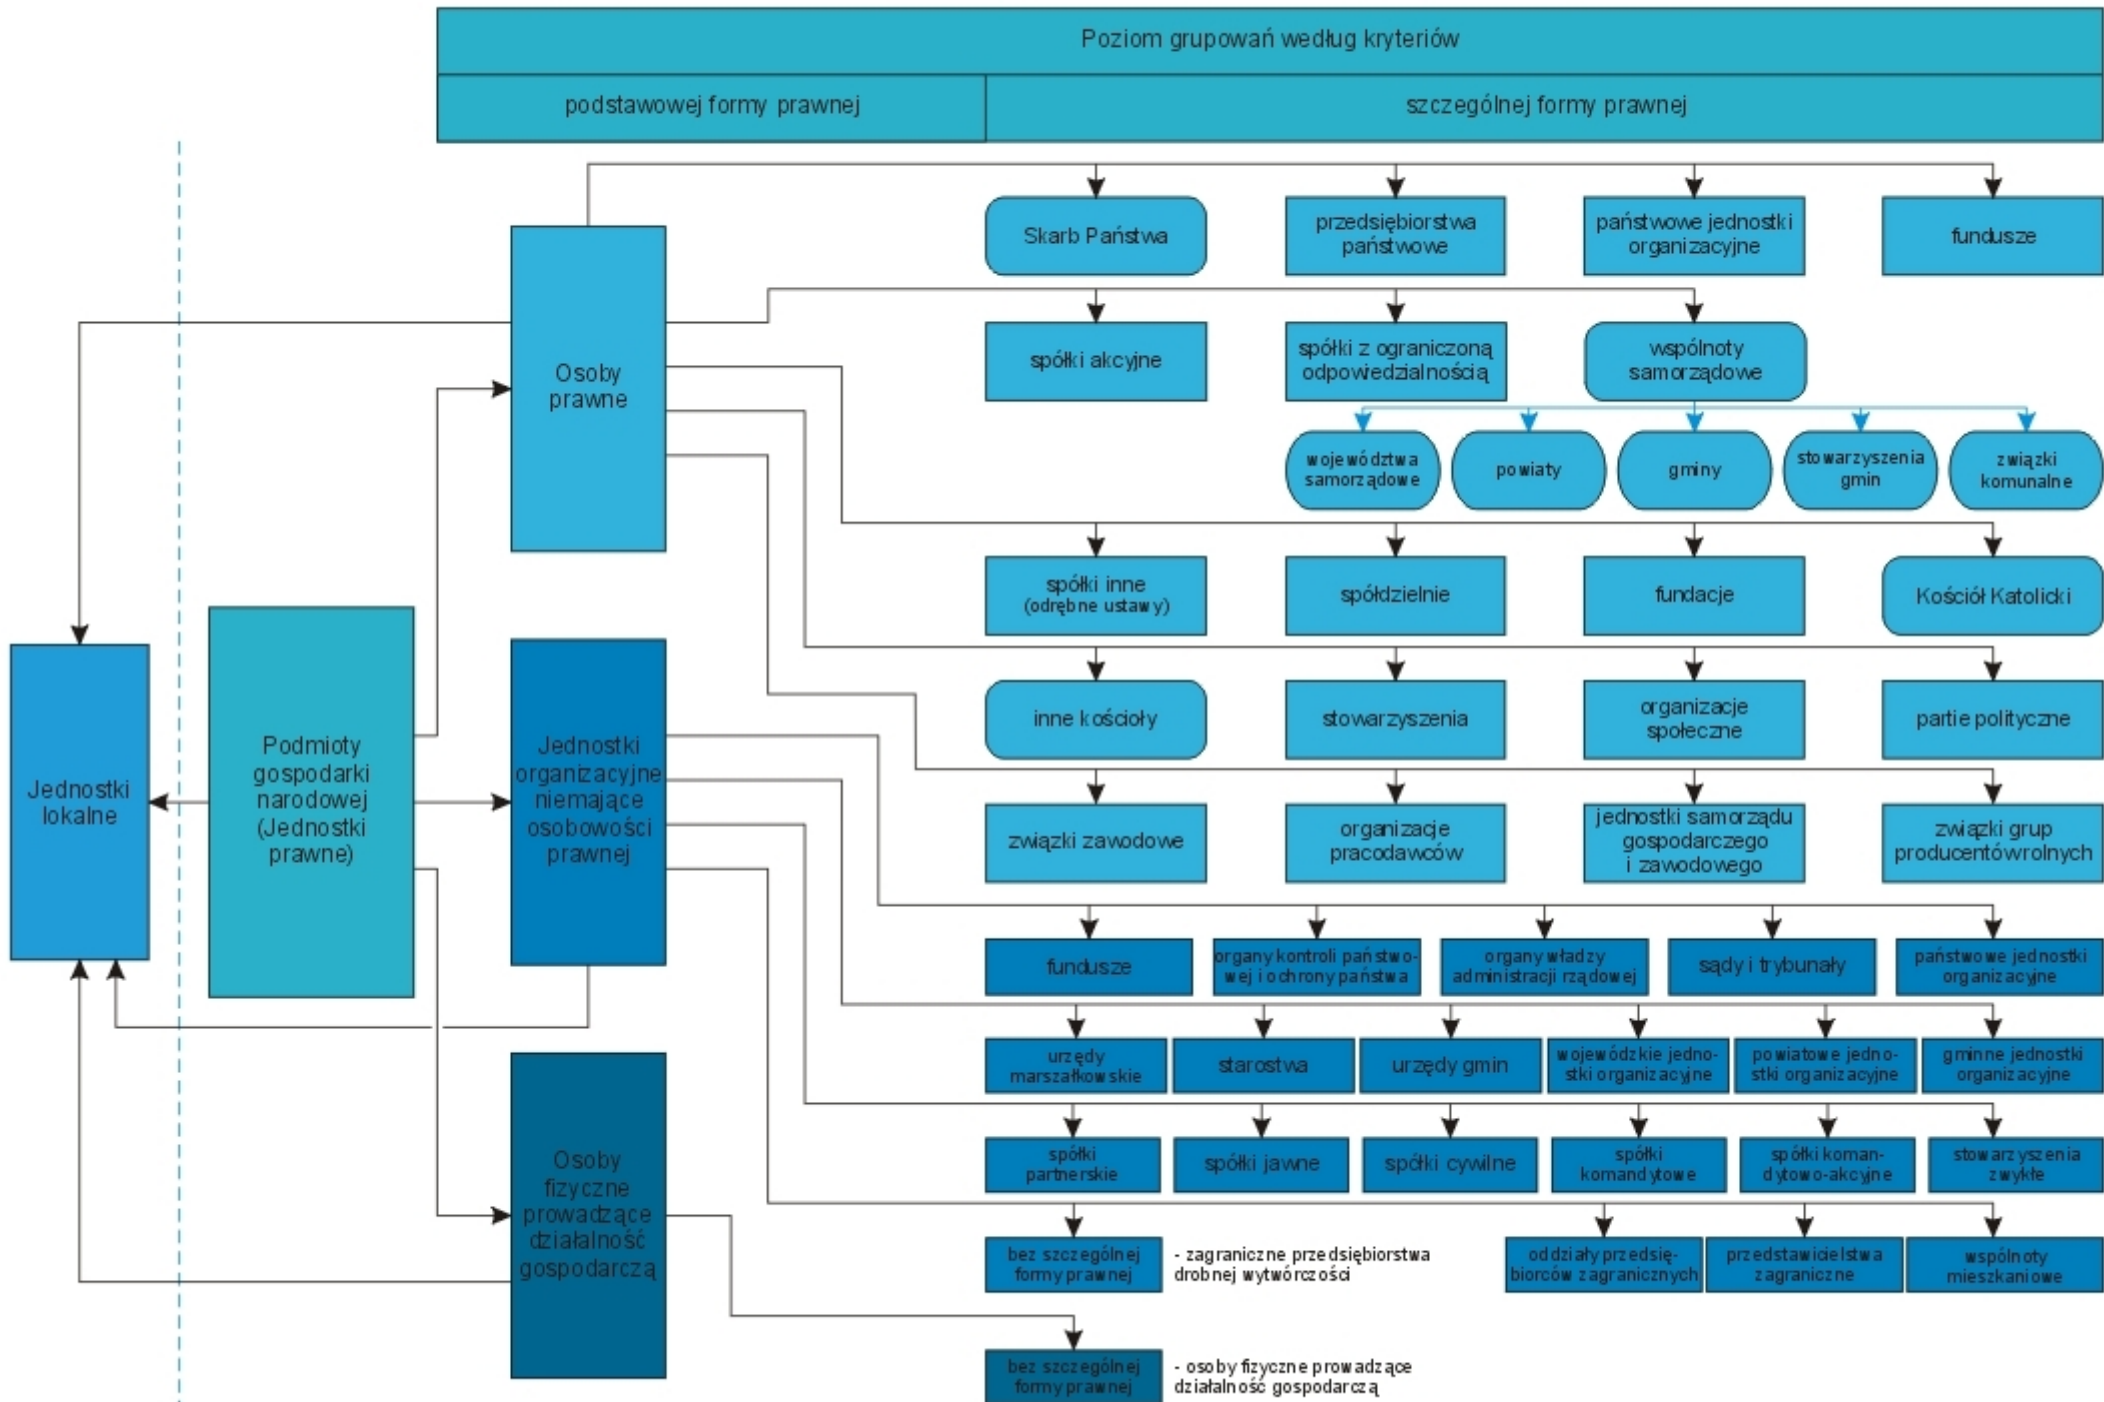 Poziom grupowań według kryteriów
podstawowej formy prawnej
szczególnej formy prawnej
Skarb Państwa
przedsiębiorstwa
państwowe
państwowe jednostki
organizacyjne
fundusze
Osoby
prawne
spółki akcyjne
spółki z ograniczoną
odpowiedzialnością
wspólnoty
samorządowe
województwa
samorządowe
powiaty
gminy
stowarzyszenia
gmin
związki
komunalne
spółki inne
(odrębne ustawy)
spółdzielnie
fundacje
Kościół Katolicki
inne kościoły
stowarzyszenia
organizacje
społeczne
partie polityczne
Jednostki
lokalne
Podmioty
gospodarki
narodowej
(Jednostki
prawne)
Jednostki
organizacyjne
niemające
osobowości
prawnej
związki zawodowe
organizacje
pracodawców
jednostki samorządu
gospodarczego
i zawodowego
związki grup
producentówrolnych
fundusze
organy kontroli państwo-
wej i ochrony państwa
organy władzy
administracji rządowej
sądy i trybunały
państwowe jednostki
organizacyjne
urzędy
marszałkowskie
starostwa
urzędy gmin
wojewódzkie jedno-
stki organizacyjne
powiatowe jedno-
stki organizacyjne
gminne jednostki
organizacyjne
Osoby
fizyczne
prowadzące
działalność
gospodarczą
spółki
partnerskie
spółki jawne
spółki cywilne
spółki
komandytowe
spółki koman-
dytowo-akcyjne
stowarzyszenia
zwykłe
bez szczególnej
formy prawnej
- zagraniczne przedsiębiorstwa
drobnej wytwórczości
oddziały przedsię-
biorców zagranicznych
przedstawicielstwa
zagraniczne
wspólnoty
mieszkaniowe
bez szczególnej
formy prawnej
- osoby fizyczne prowadzące
działalność gospodarczą